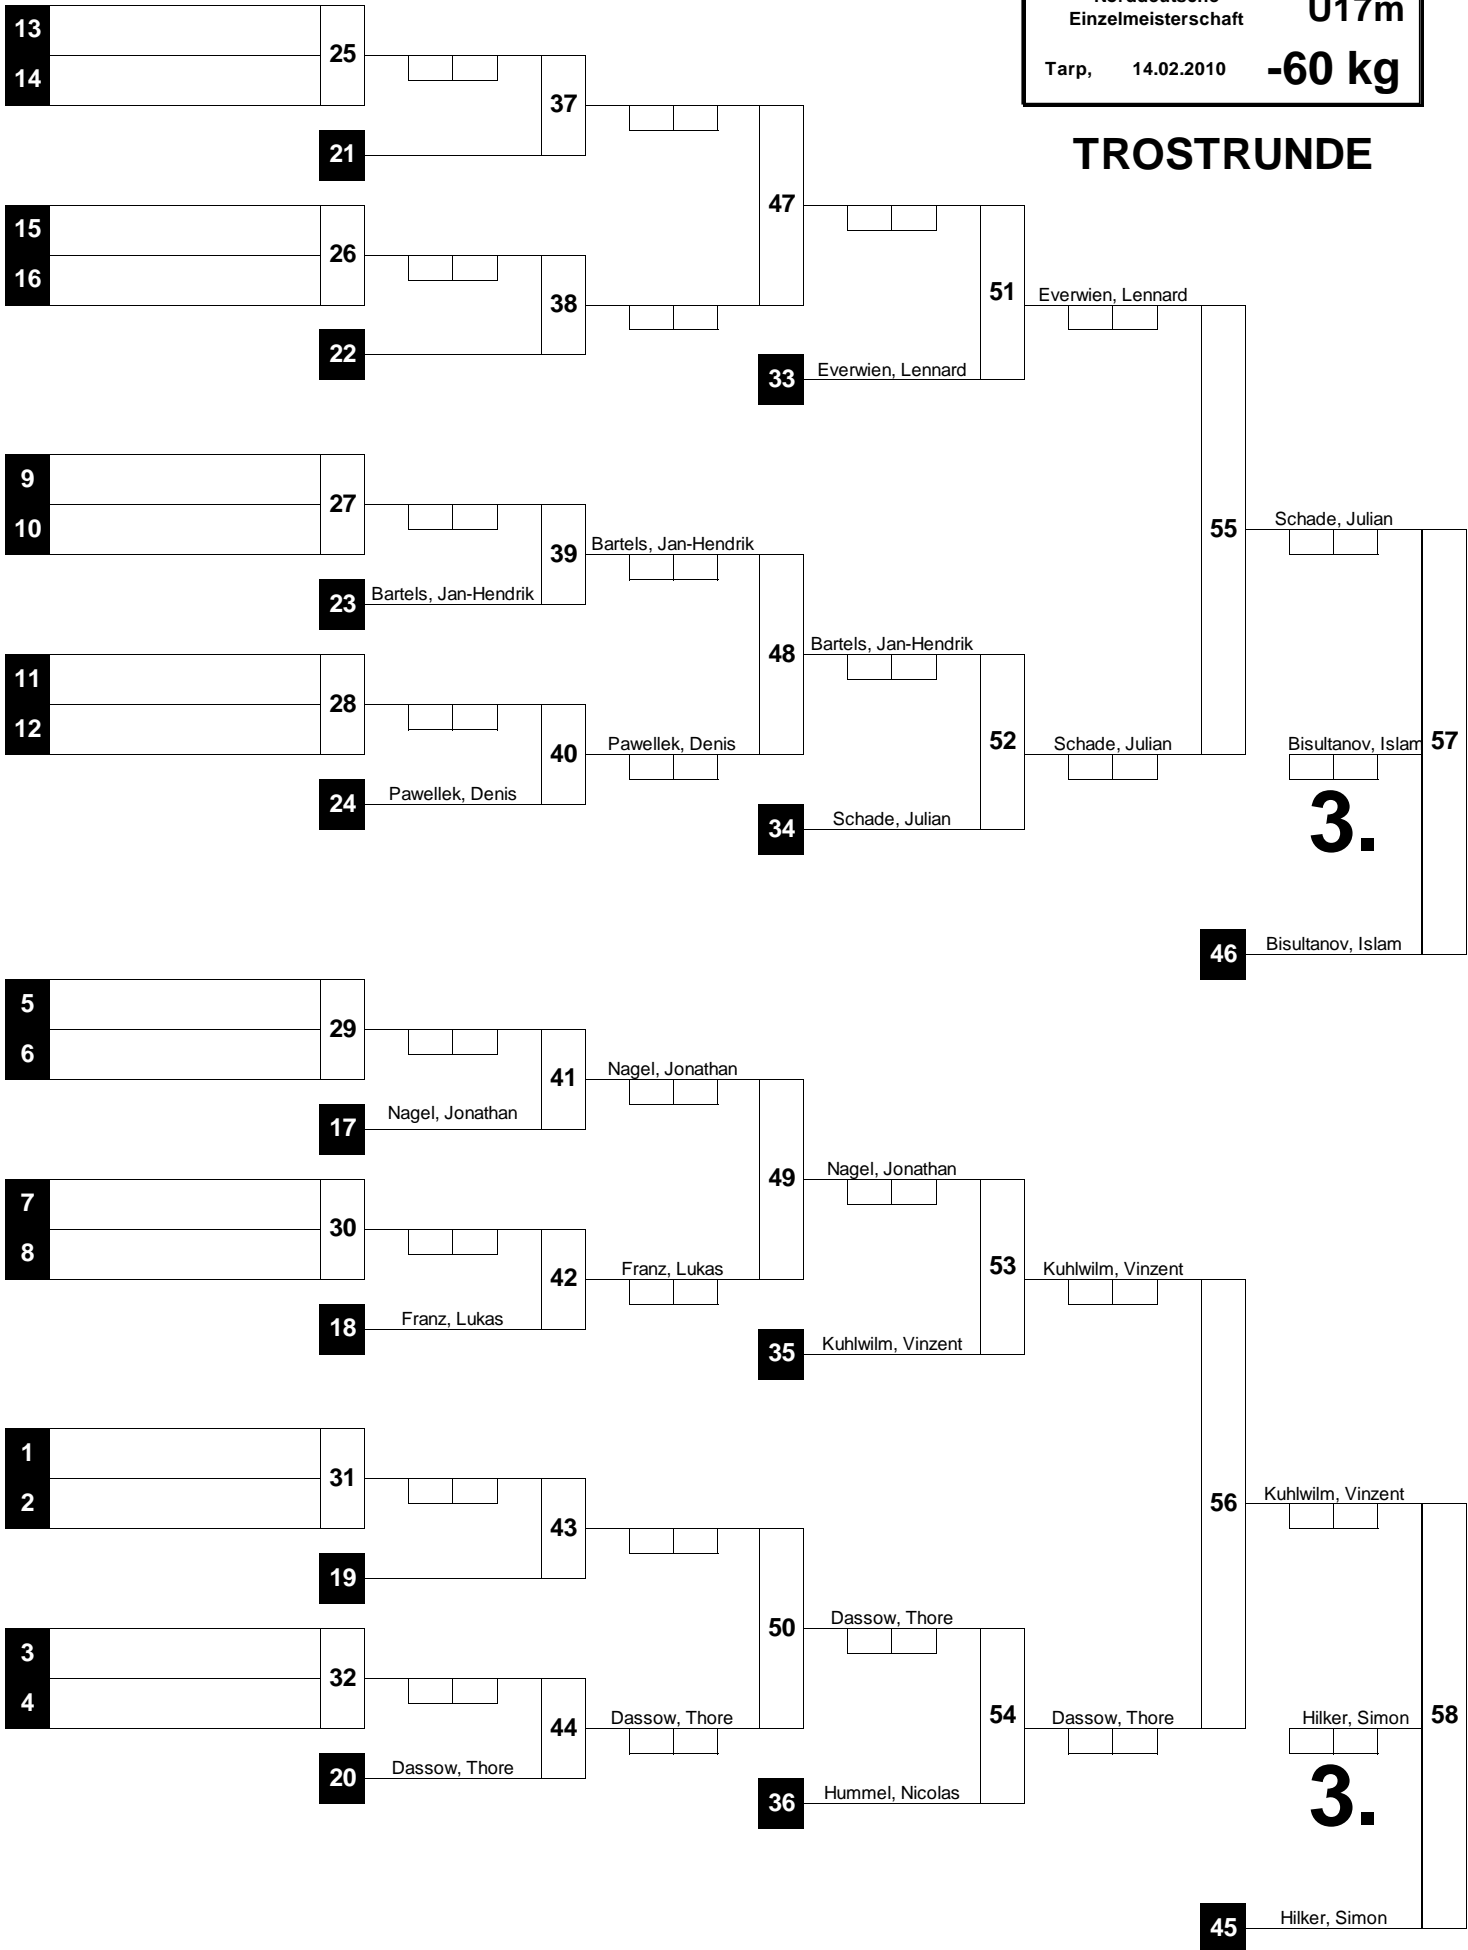 Norddeutsche
Einzelmeisterschaft U17m
Tarp, 14.02.2010 -60 kg
TROSTRUNDE
13
25
14
37
21
47
15
26
16
38
22
51
Everwien, Lennard
33
Everwien, Lennard
9
27
10
39
Bartels, Jan-Hendrik
23
Bartels, Jan-Hendrik
55
Schade, Julian
11
28
12
48
Bartels, Jan-Hendrik
40
Pawellek, Denis
24
Pawellek, Denis
52
Schade, Julian
34
Schade, Julian
Bisultanov, Islam
57
3.
46
Bisultanov, Islam
5
29
6
41
Nagel, Jonathan
17
Nagel, Jonathan
49
Nagel, Jonathan
7
30
8
42
Franz, Lukas
18
Franz, Lukas
53
Kuhlwilm, Vinzent
35
Kuhlwilm, Vinzent
1
31
2
43
19
56
Kuhlwilm, Vinzent
50
Dassow, Thore
3
32
4
44
Dassow, Thore
20
Dassow, Thore
54
Dassow, Thore
36
Hummel, Nicolas
Hilker, Simon
58
3.
45
Hilker, Simon